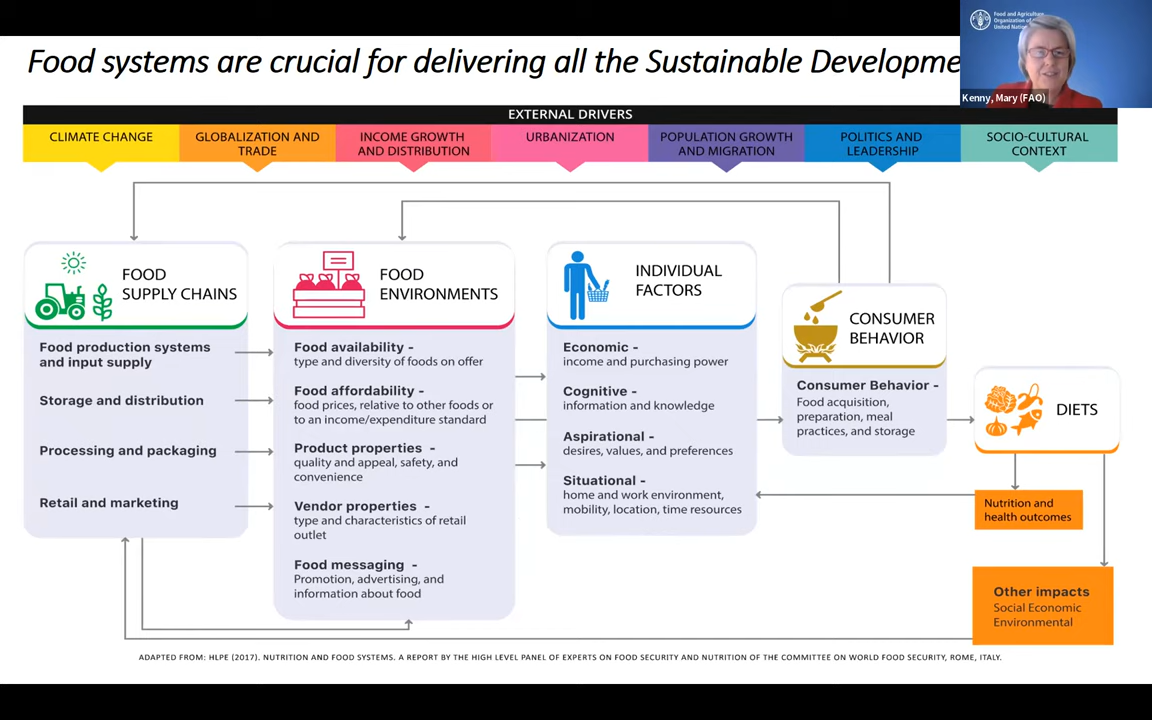 Food systems are crucial for delivering all the Sustainable Developme
Food and Agriculture
Organization of the
United Nations
Kenny, Mary (FAO)
EXTERNAL DRIVERS
CLIMATE CHANGE
GLOBALIZATION AND
TRADE
INCOME GROWTH
AND DISTRIBUTION
URBANIZATION
POPULATION GROWTH
AND MIGRATION
POLITICS AND
LEADERSHIP
SOCIO-CULTURAL
CONTEXT
FOOD
SUPPLY CHAINS
Food production systems
and input supply
Storage and distribution
Processing and packaging
Retail and marketing
FOOD
ENVIRONMENTS
Food availability -
type and diversity of foods on offer
Food affordability -
food prices, relative to other foods or
to an income/expenditure standard
Product properties -
quality and appeal, safety, and
convenience
Vendor properties -
type and characteristics of retail
outlet
Food messaging -
Promotion, advertising, and
information about food
INDIVIDUAL
FACTORS
Economic -
income and purchasing power
Cognitive -
information and knowledge
Aspirational -
desires, values, and preferences
Situational -
home and work environment,
mobility, location, time resources
CONSUMER
BEHAVIOR
Consumer Behavior -
Food acquisition,
preparation, meal
practices, and storage
DIETS
Nutrition and
health outcomes
Other impacts
Social Economic
Environmental
ADAPTED FROM: HLPE (2017). NUTRITION AND FOOD SYSTEMS. A REPORT BY THE HIGH LEVEL PANEL OF EXPERTS ON FOOD SECURITY AND NUTRITION OF THE COMMITTEE ON WORLD FOOD SECURITY, ROME, ITALY.